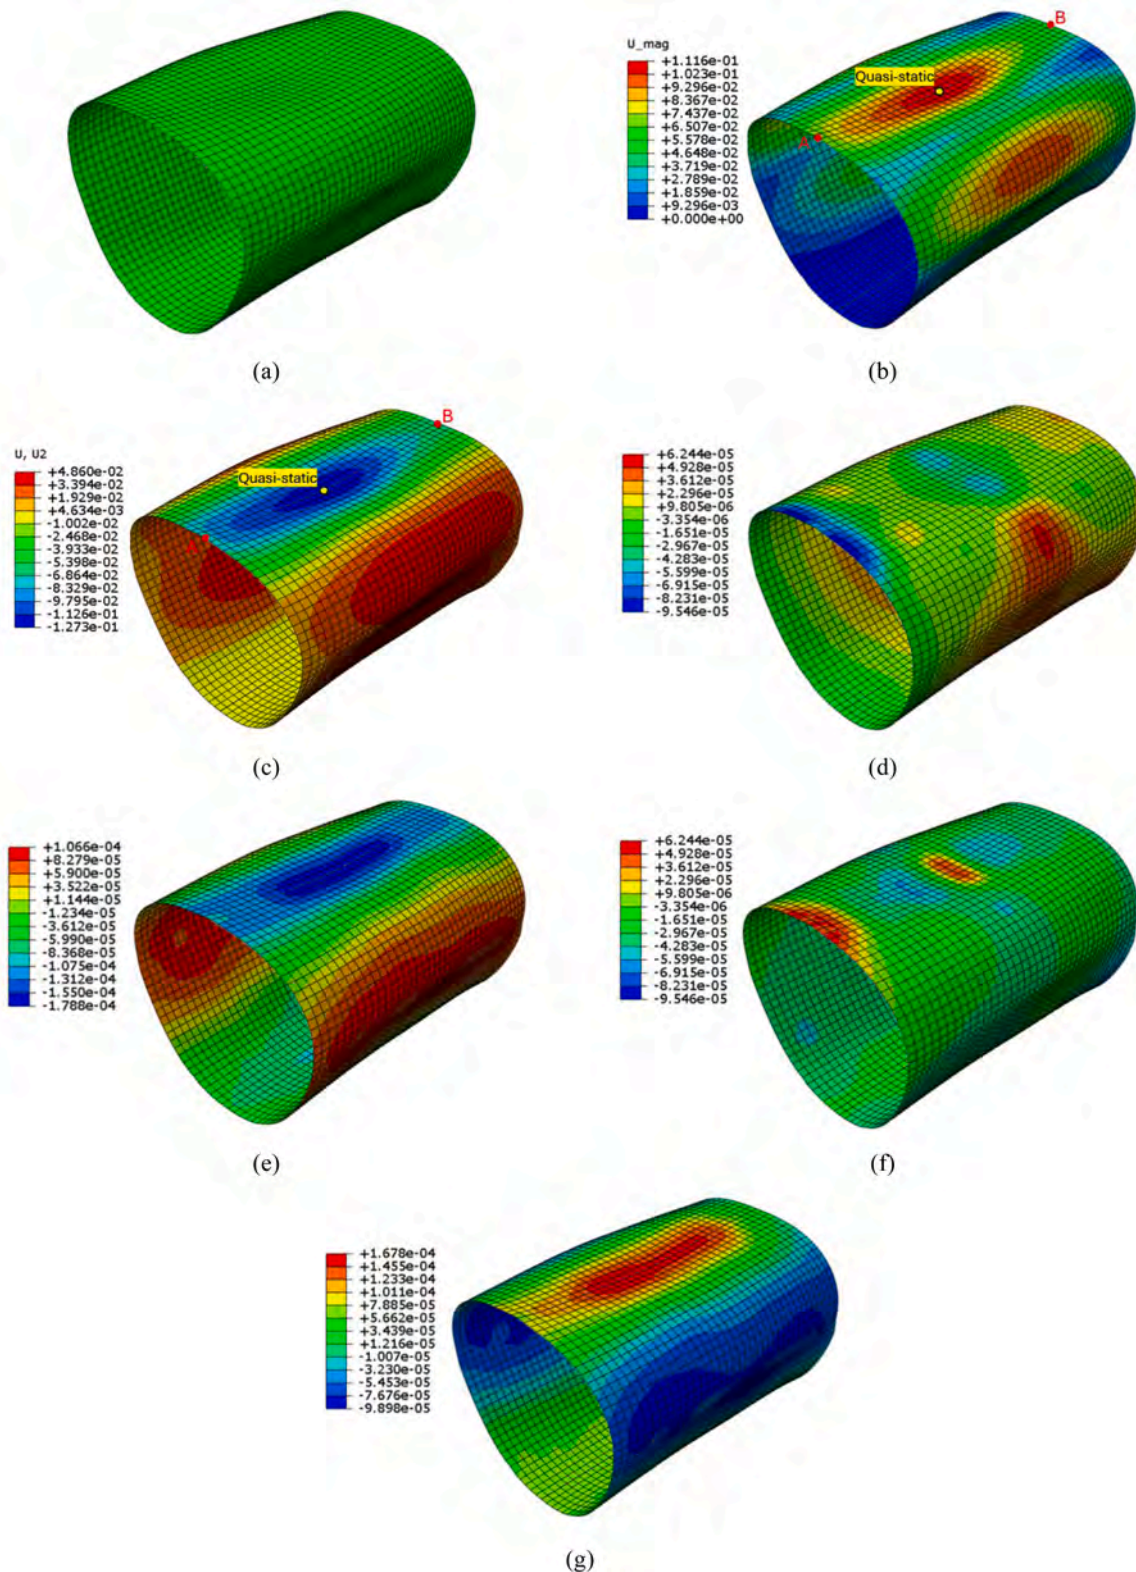 (a)
U_mag
+1.116e-01
+1.023e-01
+9.296e-02
+8.367e-02
+7.437e-02
+6.507e-02
+5.578e-02
+4.648e-02
+3.719e-02
+2.789e-02
+1.859e-02
+9.296e-03
+0.000e+00
B
Quasi-static
A
(b)
U, U2
+4.860e-02
+3.394e-02
+1.929e-02
+4.634e-03
-1.002e-02
-2.468e-02
-3.933e-02
-5.398e-02
-6.864e-02
-8.329e-02
-9.795e-02
-1.126e-01
-1.273e-01
B
Quasi-static
A
(c)
+6.244e-05
+4.928e-05
+3.612e-05
+2.296e-05
+9.805e-06
-3.354e-06
-1.651e-05
-2.967e-05
-4.283e-05
-5.599e-05
-6.915e-05
-8.231e-05
-9.546e-05
(d)
+1.066e-04
+8.279e-05
+5.900e-05
+3.522e-05
+1.144e-05
-1.234e-05
-3.612e-05
-5.990e-05
-8.368e-05
-1.075e-04
-1.312e-04
-1.550e-04
-1.788e-04
(e)
+6.244e-05
+4.928e-05
+3.612e-05
+2.296e-05
+9.805e-06
-3.354e-06
-1.651e-05
-2.967e-05
-4.283e-05
-5.599e-05
-6.915e-05
-8.231e-05
-9.546e-05
(f)
+1.678e-04
+1.455e-04
+1.233e-04
+1.011e-04
+7.885e-05
+5.662e-05
+3.439e-05
+1.216e-05
-1.007e-05
-3.230e-05
-5.453e-05
-7.676e-05
-9.898e-05
(g)